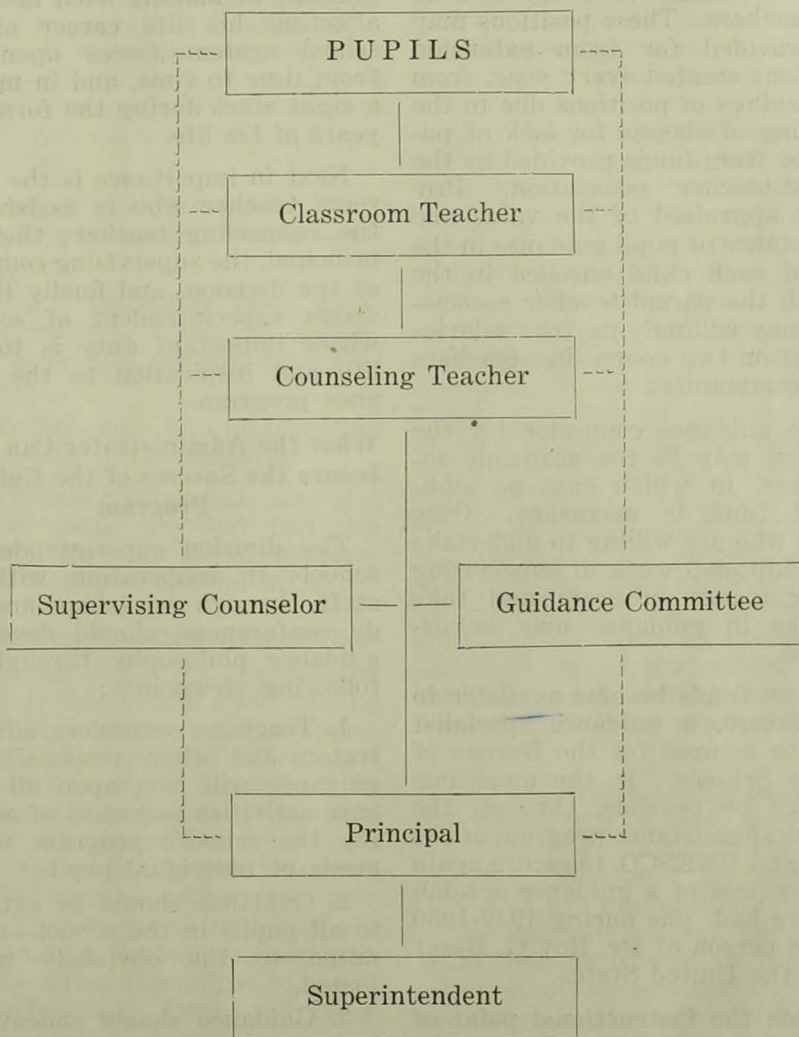 PUPILS
Classroom Teacher
Counseling Teacher
Supervising Counselor
Guidance Committee
Principal
Superintendent